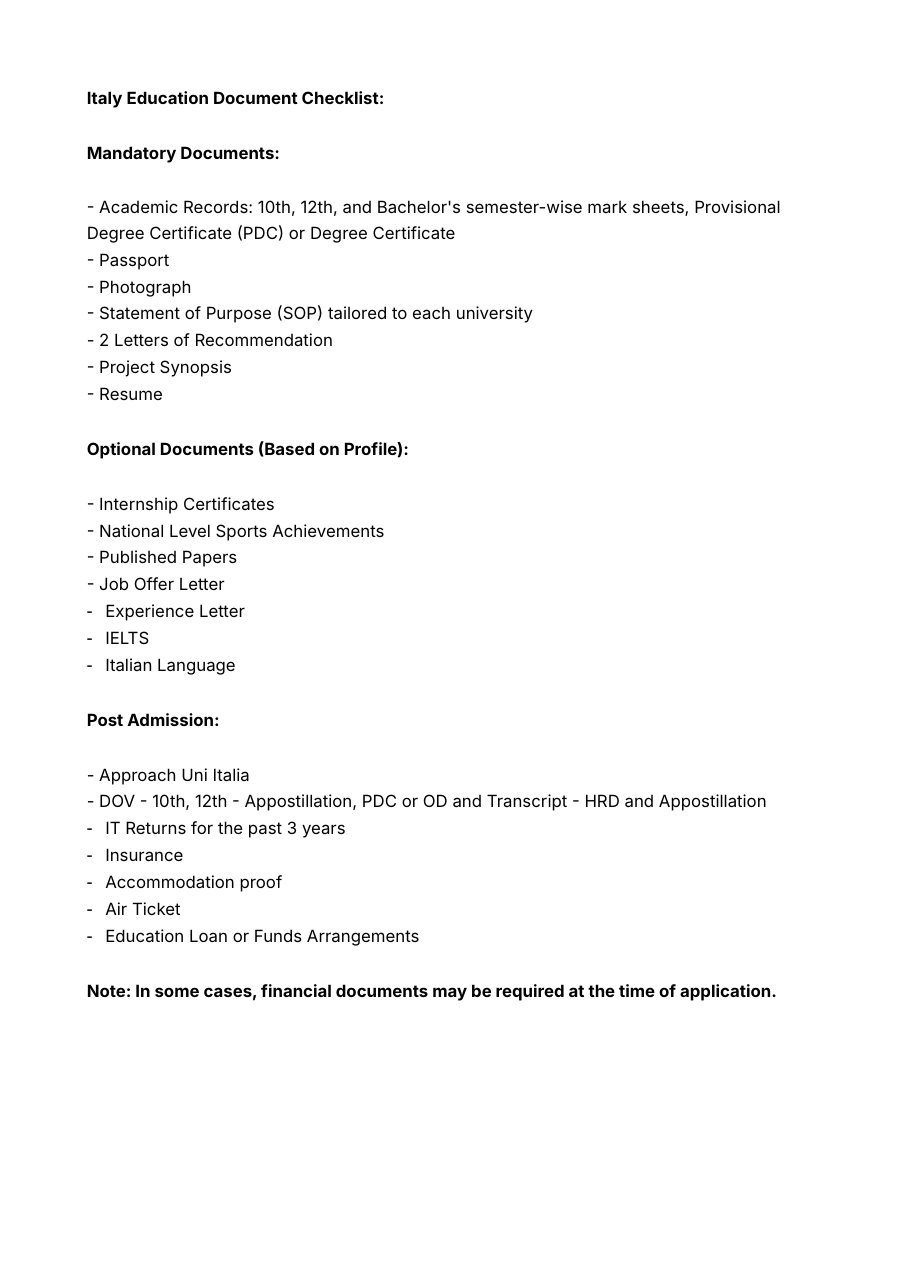 Italy Education Document Checklist:
Mandatory Documents:
- Academic Records: 10th, 12th, and Bachelor's semester-wise mark sheets, Provisional
Degree Certificate (PDC) or Degree Certificate
- Passport
- Photograph
- Statement of Purpose (SOP) tailored to each university
- 2 Letters of Recommendation
- Project Synopsis
- Resume
Optional Documents (Based on Profile):
- Internship Certificates
- National Level Sports Achievements
- Published Papers
- Job Offer Letter
- Experience Letter
- IELTS
- Italian Language
Post Admission:
- Approach Uni Italia
- DOV - 10th, 12th - Appostillation, PDC or OD and Transcript - HRD and Appostillation
- IT Returns for the past 3 years
- Insurance
- Accommodation proof
- Air Ticket
- Education Loan or Funds Arrangements
Note: In some cases, financial documents may be required at the time of application.